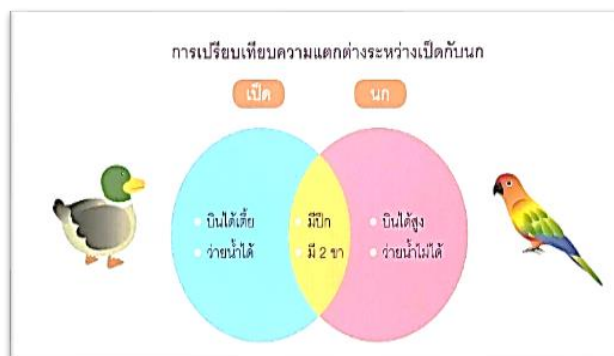 การเปรียบเทียบความแตกต่างระหว่างเป็ดกับนก
เป็ด
นก
• บินได้เตี้ย
• ว่ายน้ำได้
• มีปีก
• มี 2 ขา
• บินได้สูง
• ว่ายน้ำไม่ได้